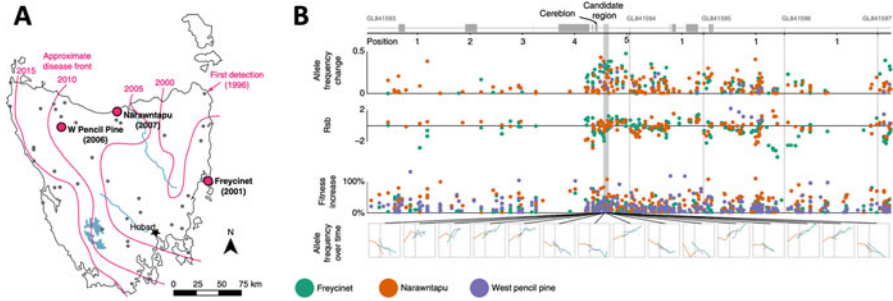 A
Approximate
disease front
2015
2010
2005
2000
First detection
(1996)
Narawntapu
(2007)
W Pencil Pine
(2006)
Freycinet
(2001)
Hobart
N
0 25 50 75 km
B
Candidate
region
Cereblon
GL841593
GL841594
GL841595
GL841596
GL841597
Position 1 2 3 4 5 1 1 1
Allele
frequency
change
0.5
0
Rsb
2
0
−2
Fitness
increase
100%
0%
Allele
frequency
over time
Freycinet
Narawntapu
West pencil pine